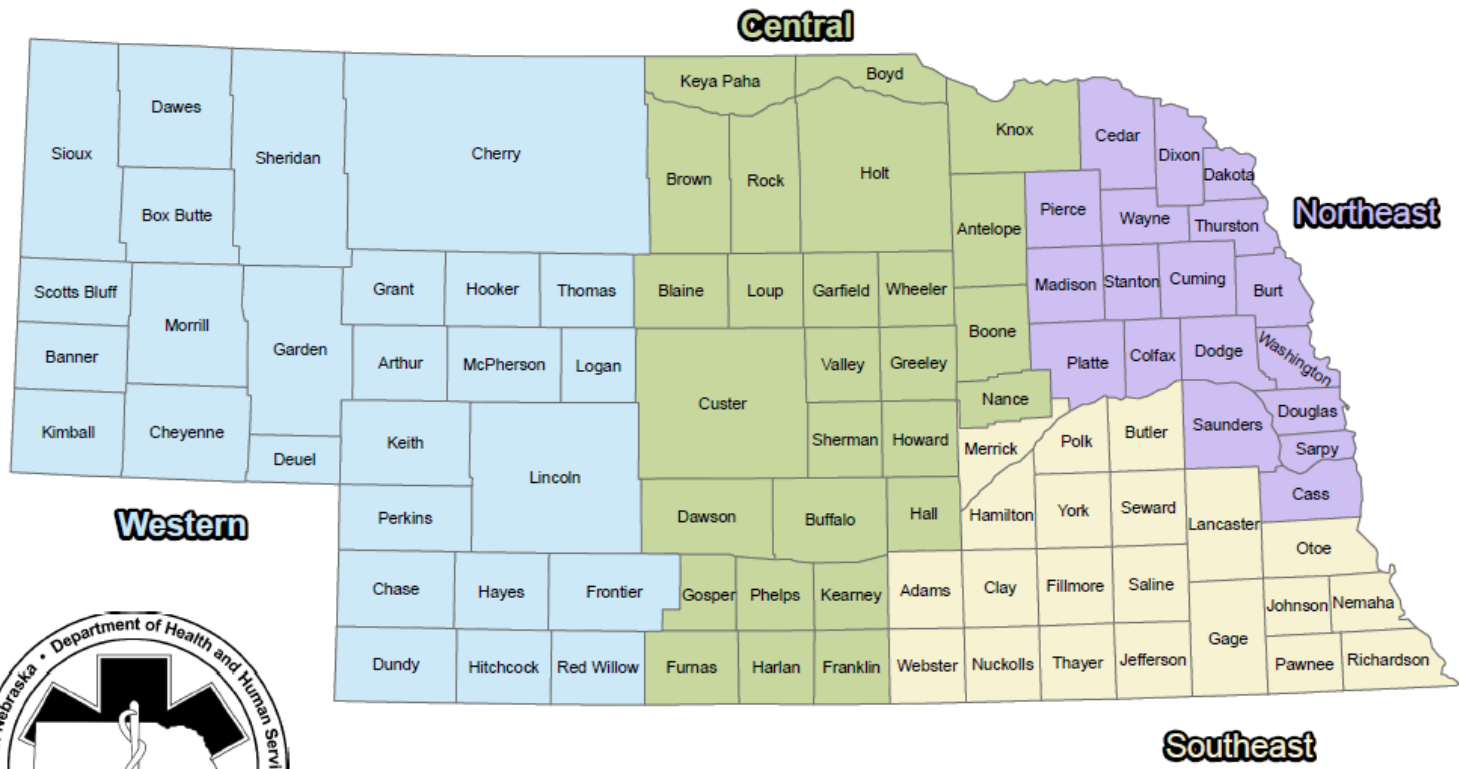 Central
Keya Paha
Boyd
Dawes
Knox
Cedar
Sioux
Sheridan
Cherry
Dixon
Brown
Rock
Holt
Dakota
Box Butte
Antelope
Pierce
Wayne
Thurston
Northeast
Scotts Bluff
Grant
Hooker
Thomas
Blaine
Loup
Garfield
Wheeler
Madison
Stanton
Cuming
Burt
Morrill
Banner
Garden
Arthur
McPherson
Logan
Valley
Greeley
Boone
Platte
Colfax
Dodge
Washington
Kimball
Cheyenne
Custer
Nance
Douglas
Keith
Sherman
Howard
Merrick
Polk
Butler
Saunders
Sarpy
Deuel
Lincoln
Western
Perkins
Dawson
Buffalo
Hall
Hamilton
York
Seward
Lancaster
Cass
Otoe
Chase
Hayes
Frontier
Gosper
Phelps
Kearney
Adams
Clay
Fillmore
Saline
Johnson
Nemaha
Gage
Dundy
Hitchcock
Red Willow
Furnas
Harlan
Franklin
Webster
Nuckolls
Thayer
Jefferson
Pawnee
Richardson
Southeast
Nebraska • Department of Health and Human Servi